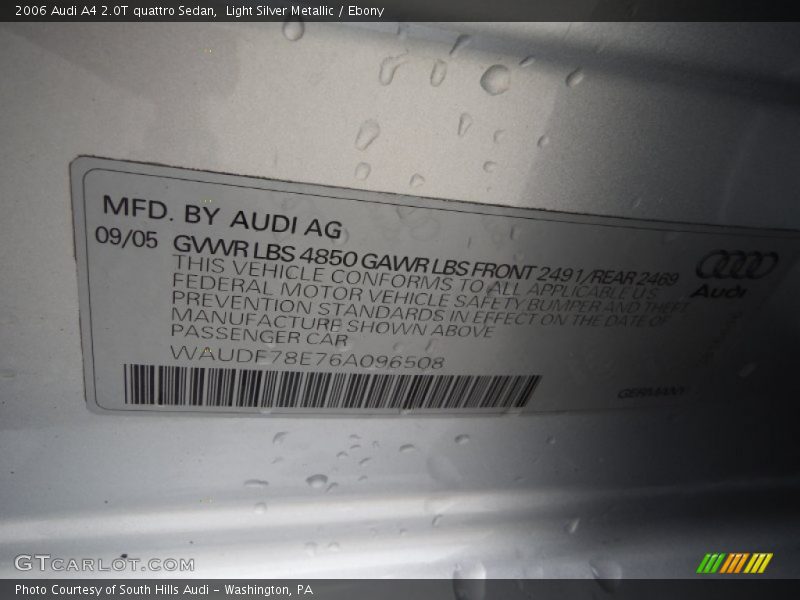 2006 Audi A4 2.0T quattro Sedan,  Light Silver Metallic / Ebony
MFD. BY AUDI AG
09/05 GVWR LBS 4850 GAWR LBS FRONT 2491/REAR 2469
THIS VEHICLE CONFORMS TO ALL APPLICABLE U.S.
FEDERAL MOTOR VEHICLE SAFETY, BUMPER AND THEFT
PREVENTION STANDARDS IN EFFECT ON THE DATE OF
MANUFACTURE SHOWN ABOVE
PASSENGER CAR
Audi
WAUDF78E76A096508
GERMANY
GTCARLOT.COM
Photo Courtesy of South Hills Audi - Washington, PA